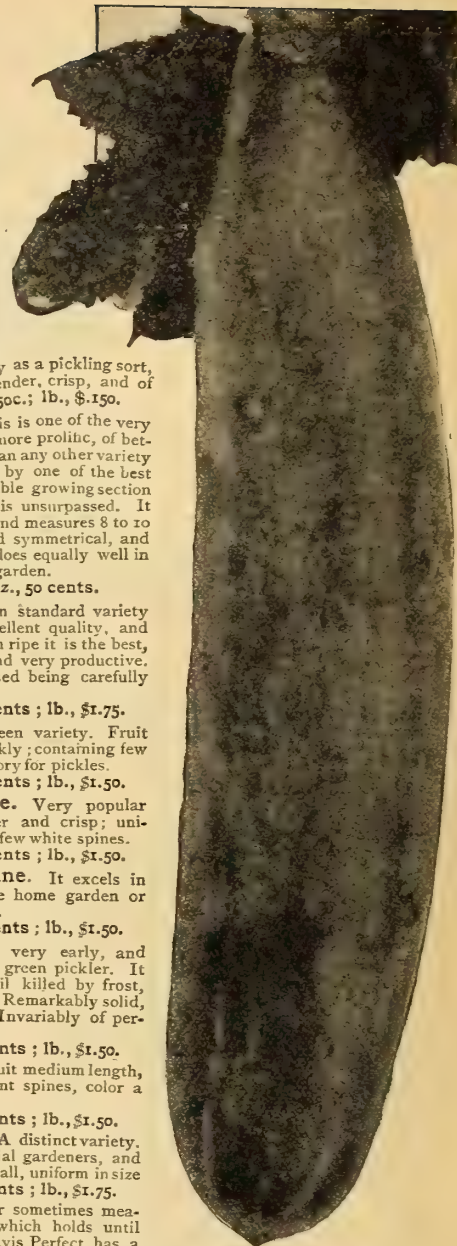 y as a pickling sort,
ender, crisp, and of
50c.; lb., $.150.
is is one of the very
more prolific, of bet-
an any other variety
by one of the best
ble growing section
is unsurpassed. It
nd measures 8 to 10
d symmetrical, and
does equally well in
garden.
z., 50 cents.
n standard variety
ellent quality, and
n ripe it is the best,
nd very productive.
sed being carefully
ents ; lb., $1.75.
een variety. Fruit
kly ; containing few
ory for pickles.
ents ; lb., $1.50.
e. Very popular
er and crisp; uni-
few white spines.
ents ; lb., $1.50.
ine. It excels in
e home garden or
nts ; lb., $1.50.
very early, and
green pickler. It
il killed by frost,
Remarkably solid,
Invariably of per-
nts ; lb., $1.50.
uit medium length,
nt spines, color a
nts ; lb., $1.50.
A distinct variety.
al gardeners, and
all, uniform in size
ents ; lb., $1.75.
r sometimes mea-
which holds until
vis Perfect has a